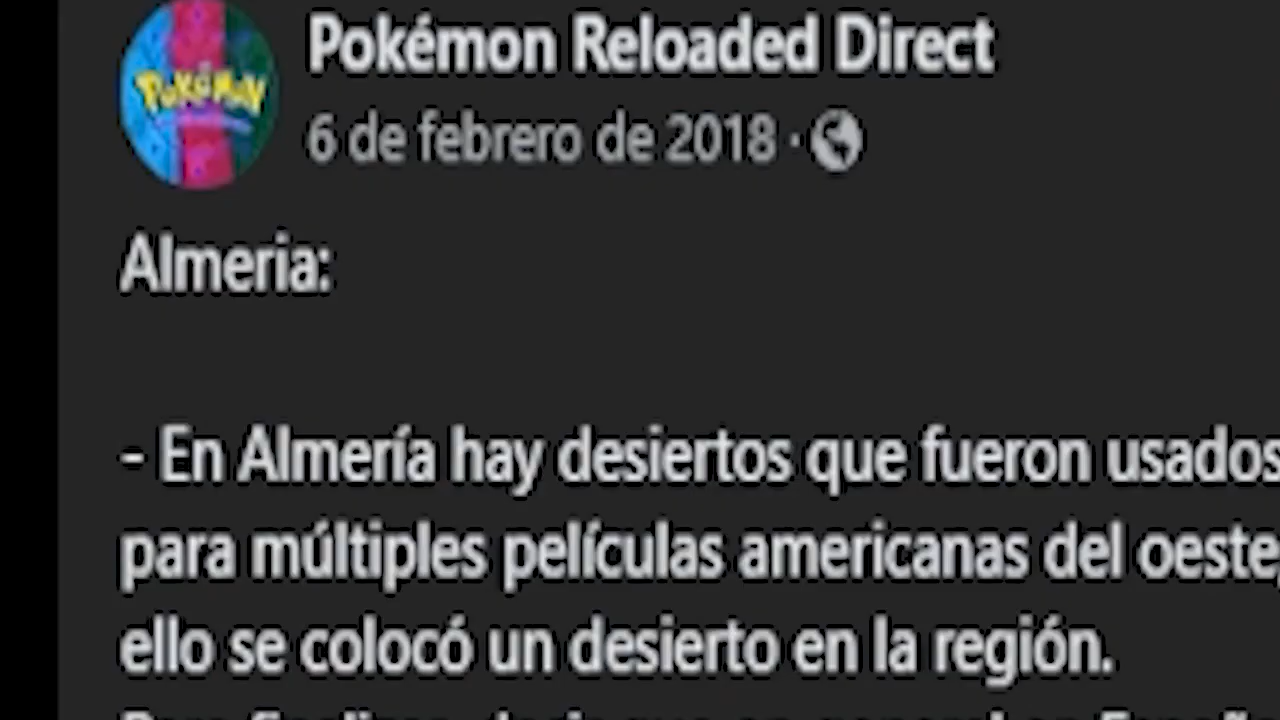 Pokémon
Pokémon Reloaded Direct
6 de febrero de 2018 ·
Almeria:
- En Almería hay desiertos que fueron usados
para múltiples películas americanas del oeste,
ello se colocó un desierto en la región.